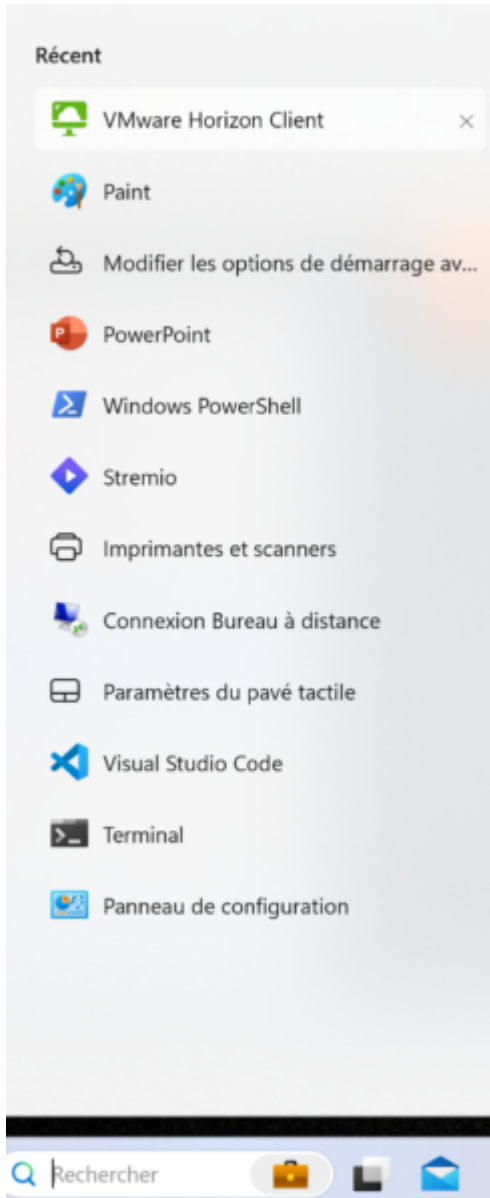 Récent
VMware Horizon Client
Paint
Modifier les options de démarrage av...
PowerPoint
Windows PowerShell
Stremio
Imprimantes et scanners
Connexion Bureau à distance
Paramètres du pavé tactile
Visual Studio Code
Terminal
Panneau de configuration
Rechercher